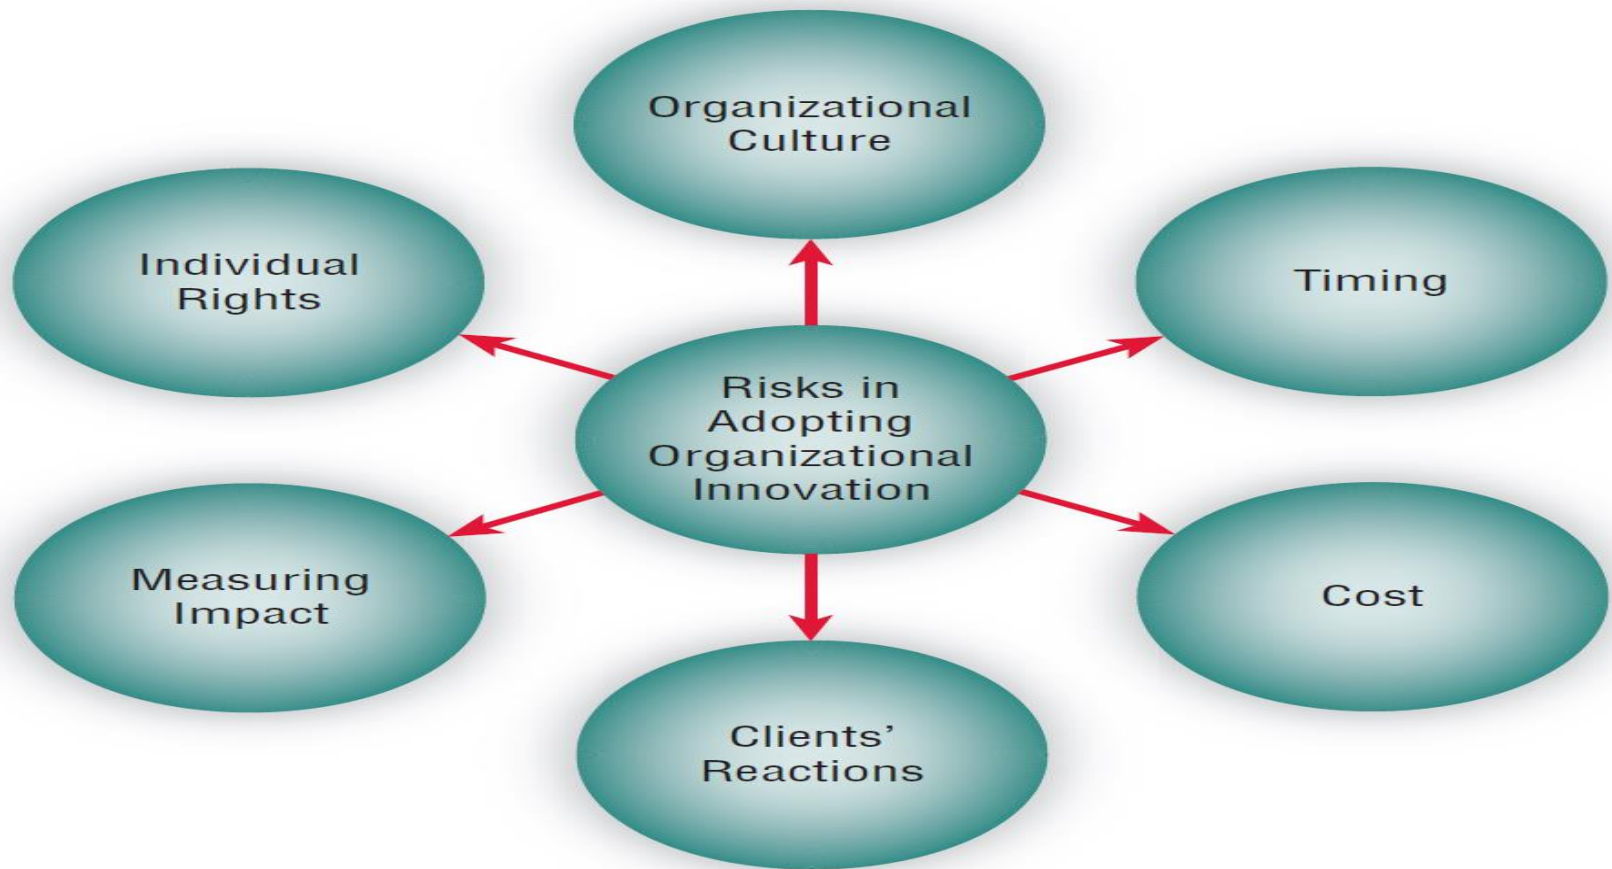 Organizational
Culture
Individual
Rights
Timing
Risks in
Adopting
Organizational
Innovation
Measuring
Impact
Cost
Clients’
Reactions